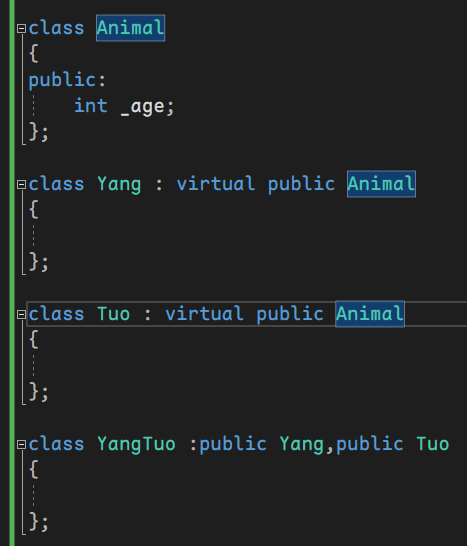 class Animal
{
public:
    int _age;
};
class Yang : virtual public Animal
{
};
class Tuo : virtual public Animal
{
};
class YangTuo :public Yang,public Tuo
{
};